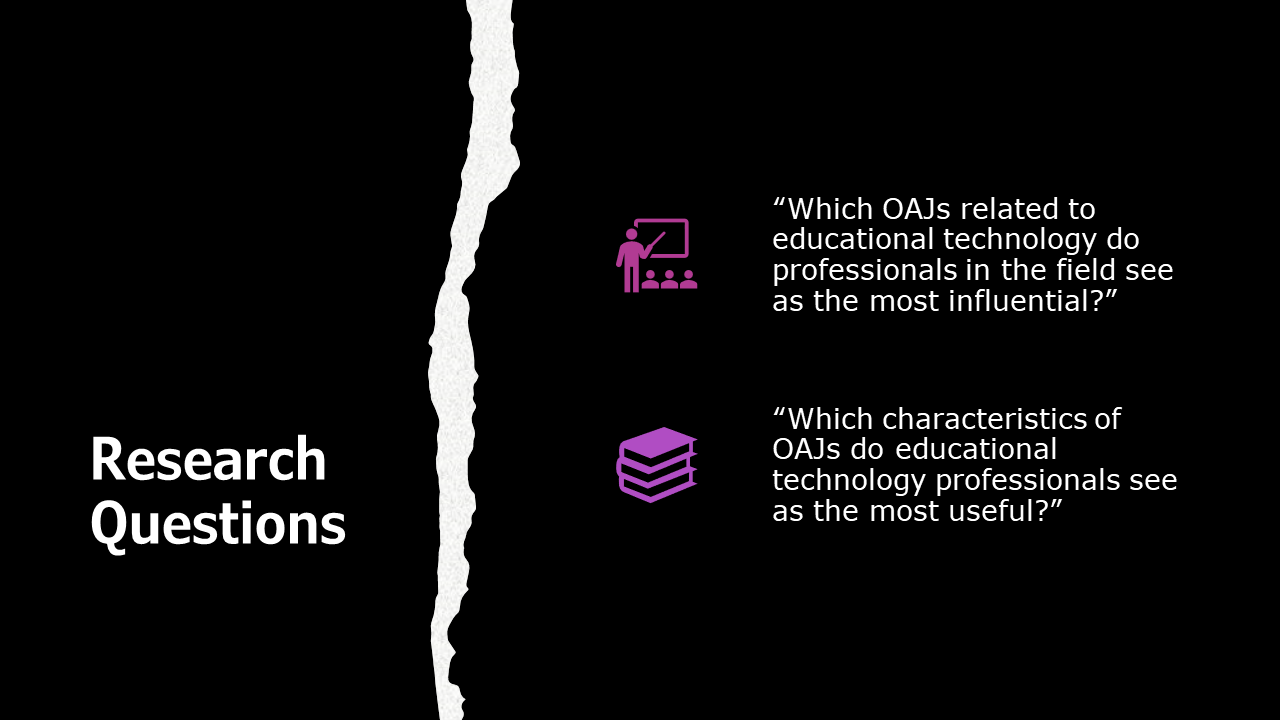 Research
Questions
“Which OAJs related to
educational technology do
professionals in the field see
as the most influential?”
“Which characteristics of
OAJs do educational
technology professionals see
as the most useful?”